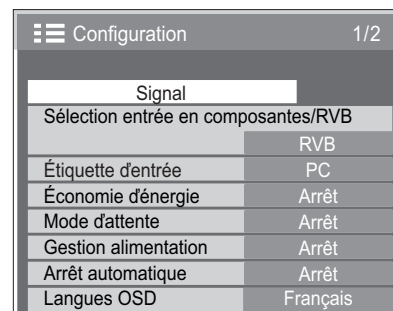 Configuration 1/2
Signal
Sélection entrée en composantes/RVB
RVB
Étiquette d'entrée PC
Économie d'énergie Arrêt
Mode d'attente Arrêt
Gestion alimentation Arrêt
Arrêt automatique Arrêt
Langues OSD Français